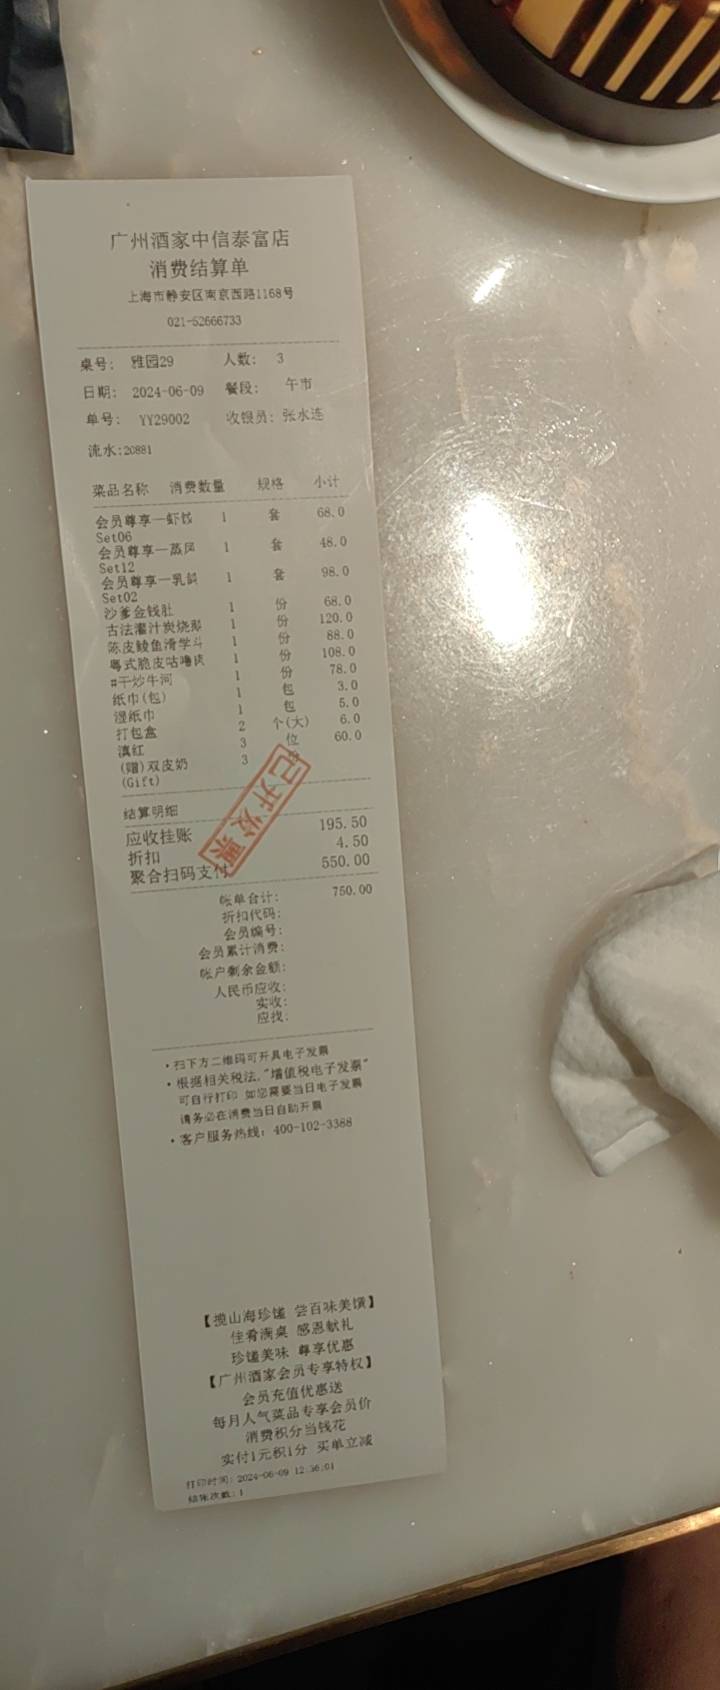 广州酒家中信泰富店
消费结算单
上海市静安区南京西路1168号
021-52666733
桌号: 雅园29 人数: 3
日期: 2024-06-09 餐段: 午市
单号: YY29002 收银员: 张水连
流水:20881
菜品名称 消费数量 规格 小计
会员尊享—虾饺 1 套 68.0
Set06
会员尊享—蒸凤 1 套 48.0
Set12
会员尊享—乳鸽 1 套 98.0
Set02
沙爹金钱肚 1 份 68.0
古法灌汁炭烧 1 份 120.0
陈皮鲮鱼滑学斗 1 份 88.0
粤式脆皮咕噜肉 1 份 108.0
#干炒牛河 1 份 78.0
纸巾(包) 1 包 3.0
湿纸巾 1 包 5.0
打包盒 2 个(大) 6.0
滇红 3 位 60.0
(赠)双皮奶 3
(Gift)
已开发票
结算明细
应收挂账 195.50
折扣 4.50
聚合扫码支付 550.00
帐单合计: 750.00
折扣代码:
会员编号:
会员累计消费:
帐户剩余金额:
人民币应收:
实收:
应找:
•扫下方二维码可开具电子发票
•根据相关税法,"增值税电子发票"
可自行打印 如您需要当日电子发票
请务必在消费当日自助开票
•客户服务热线: 400-102-3388
【揽山海珍馐 尝百味美馔】
佳肴满桌 感恩献礼
珍馐美味 尊享优惠
【广州酒家会员专享特权】
会员充值优惠送
每月人气菜品专享会员价
消费积分当钱花
实付1元积1分 买单立减
打印时间: 2024-06-09 12:56:01
结账次数: 1